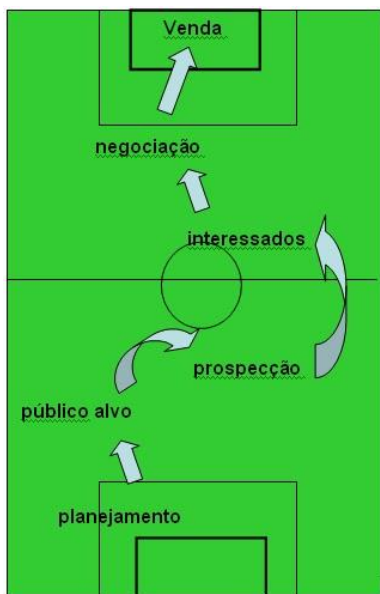 Venda
negociação
interessados
prospecção
público alvo
planejamento